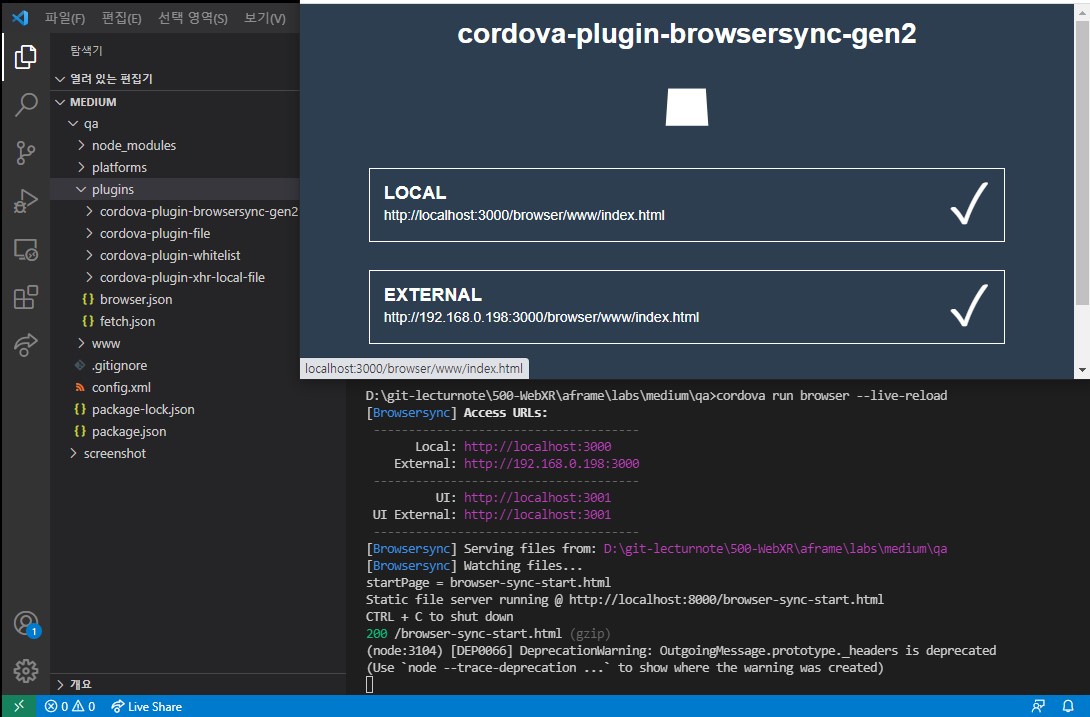 파일(F) 편집(E) 선택 영역(S) 보기(V)
탐색기
열려 있는 편집기
MEDIUM
qa
node_modules
platforms
plugins
cordova-plugin-browsersync-gen2
cordova-plugin-file
cordova-plugin-whitelist
cordova-plugin-xhr-local-file
{} browser.json
{} fetch.json
www
.gitignore
config.xml
{} package-lock.json
{} package.json
screenshot
개요
cordova-plugin-browsersync-gen2
LOCAL
http://localhost:3000/browser/www/index.html
EXTERNAL
http://192.168.0.198:3000/browser/www/index.html
localhost:3000/browser/www/index.html
D:\git-lecturnote\500-WebXR\aframe\labs\medium\qa>cordova run browser --live-reload
[Browsersync] Access URLs:
--------------------------------------
Local: http://localhost:3000
External: http://192.168.0.198:3000
--------------------------------------
UI: http://localhost:3001
UI External: http://localhost:3001
--------------------------------------
[Browsersync] Serving files from: D:\git-lecturnote\500-WebXR\aframe\labs\medium\qa
[Browsersync] Watching files...
startPage = browser-sync-start.html
Static file server running @ http://localhost:8000/browser-sync-start.html
CTRL + C to shut down
200 /browser-sync-start.html (gzip)
(node:3104) [DEP0066] DeprecationWarning: OutgoingMessage.prototype._headers is deprecated
(Use `node --trace-deprecation ...` to show where the warning was created)
1
0 0 Live Share